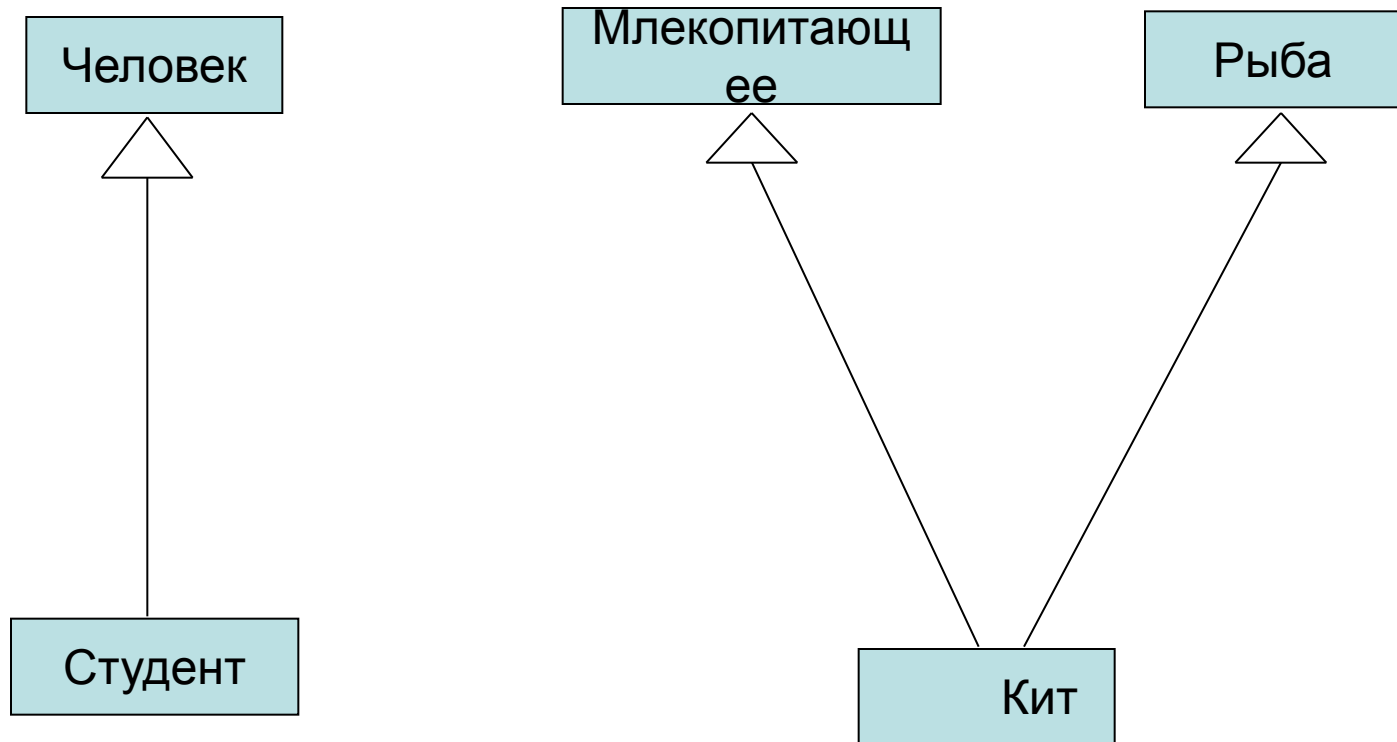 Человек
Млекопитающ
ее
Рыба
Студент
Кит